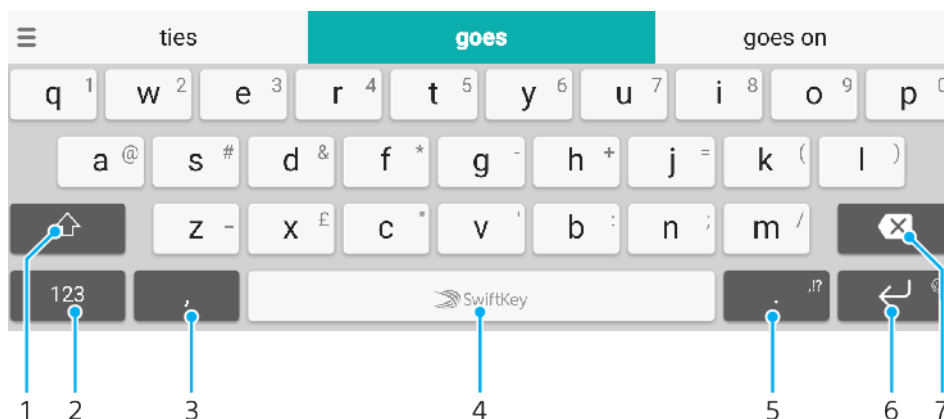 ☰ ties goes goes on
q 1 w 2 e 3 r 4 t 5 y 6 u 7 i 8 o 9 p 0
a @ s # d & f * g - h + j = k ( l )
z _ x £ c " v ' b : n ; m /
123 , SwiftKey . ,!?
1 2 3 4 5 6 7